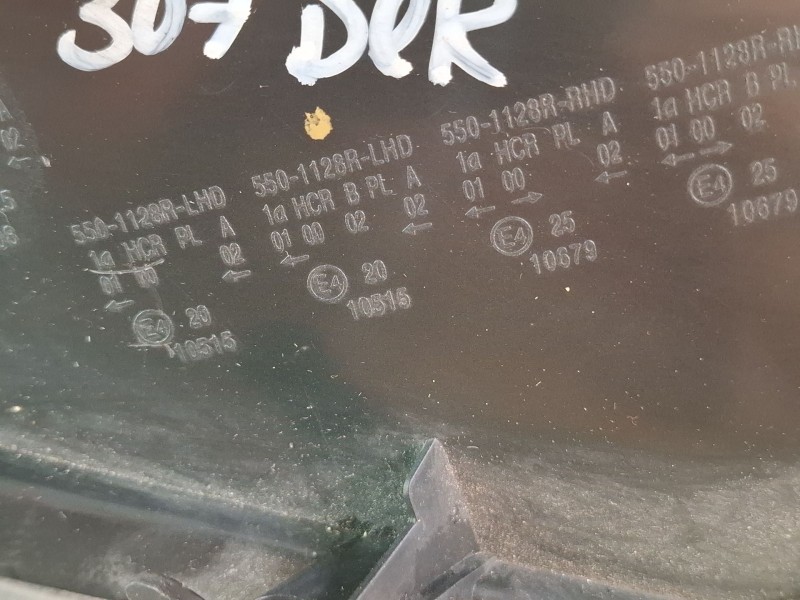 307 DER
A
02
←
550-1128R-LHD
1a HCR PL A
01 00 02
← ←
E4 20
10515
550-1128R-LHD
1a HCR B PL A
01 00 02 02
← ←
E4 20
10515
550-1128R-RHD
1a HCR PL A
01 00 02
← → ←
E4 25
10679
550-1128R-RH
1a HCR B PL
01 00 02
← →
E4 25
10679